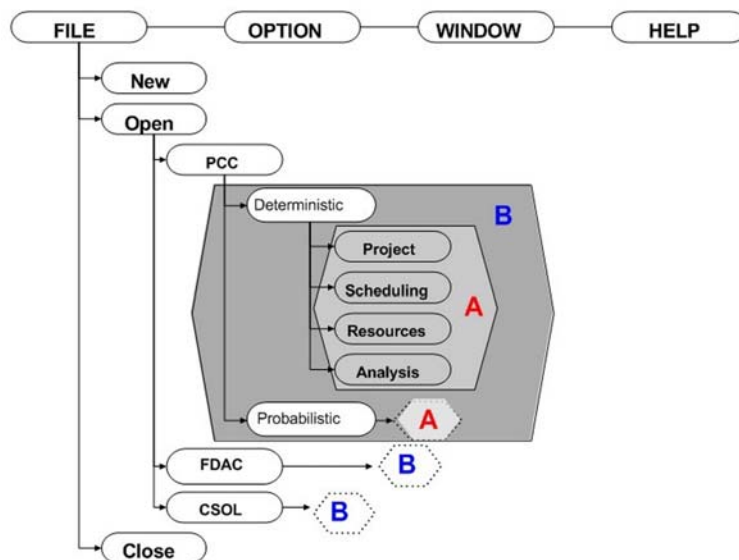 FILE OPTION WINDOW HELP
New
Open
PCC
Deterministic B
Project
Scheduling A
Resources
Analysis
Probabilistic A
FDAC B
CSOL B
Close